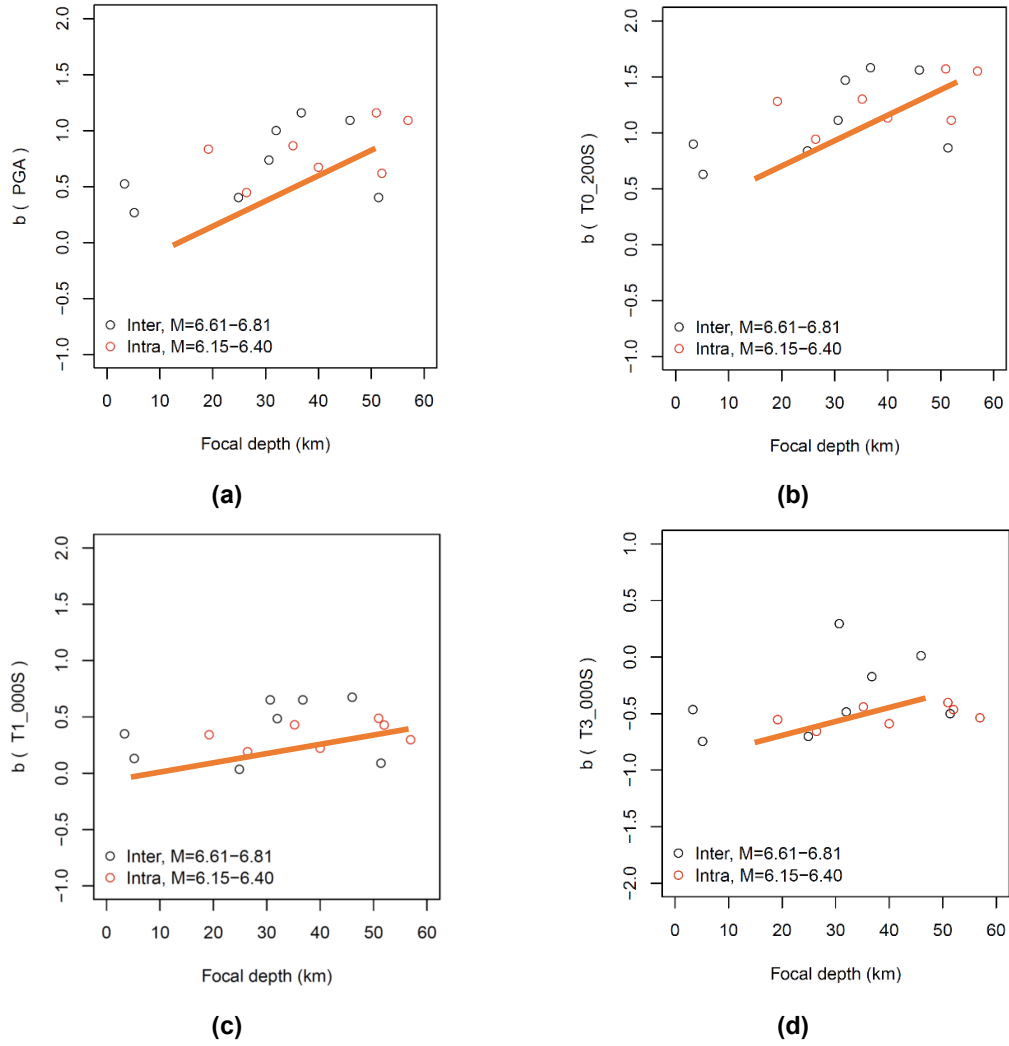 2.0
1.5
1.0
0.5
0.0
−0.5
−1.0
b ( PGA )
Inter, M=6.61−6.81
Intra, M=6.15−6.40
0 10 20 30 40 50 60
Focal depth (km)
(a)
2.0
1.5
1.0
0.5
0.0
−0.5
−1.0
b ( T0_200S )
Inter, M=6.61−6.81
Intra, M=6.15−6.40
0 10 20 30 40 50 60
Focal depth (km)
(b)
2.0
1.5
1.0
0.5
0.0
−0.5
−1.0
b ( T1_000S )
Inter, M=6.61−6.81
Intra, M=6.15−6.40
0 10 20 30 40 50 60
Focal depth (km)
(c)
1.0
0.5
0.0
−0.5
−1.0
−1.5
−2.0
b ( T3_000S )
Inter, M=6.61−6.81
Intra, M=6.15−6.40
0 10 20 30 40 50 60
Focal depth (km)
(d)